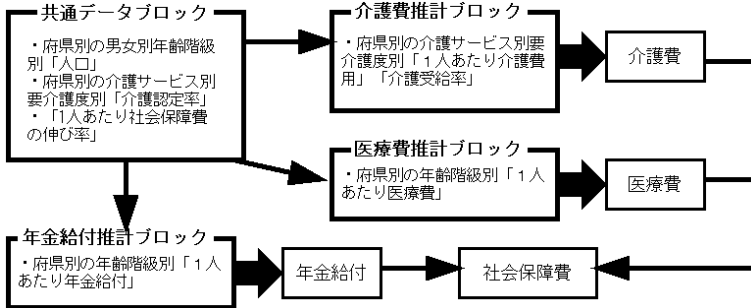 共通データブロック
・府県別の男女別年齢階級
別「人口」
・府県別の介護サービス別
要介護度別「介護認定率」
・「1人あたり社会保障費
の伸び率」
介護費推計ブロック
・府県別の介護サービス別要
介護度別「１人あたり介護費
用」「介護受給率」
介護費
医療費推計ブロック
・府県別の年齢階級別「１人
あたり医療費」
医療費
年金給付推計ブロック
・府県別の年齢階級別「１人
あたり年金給付」
年金給付
社会保障費